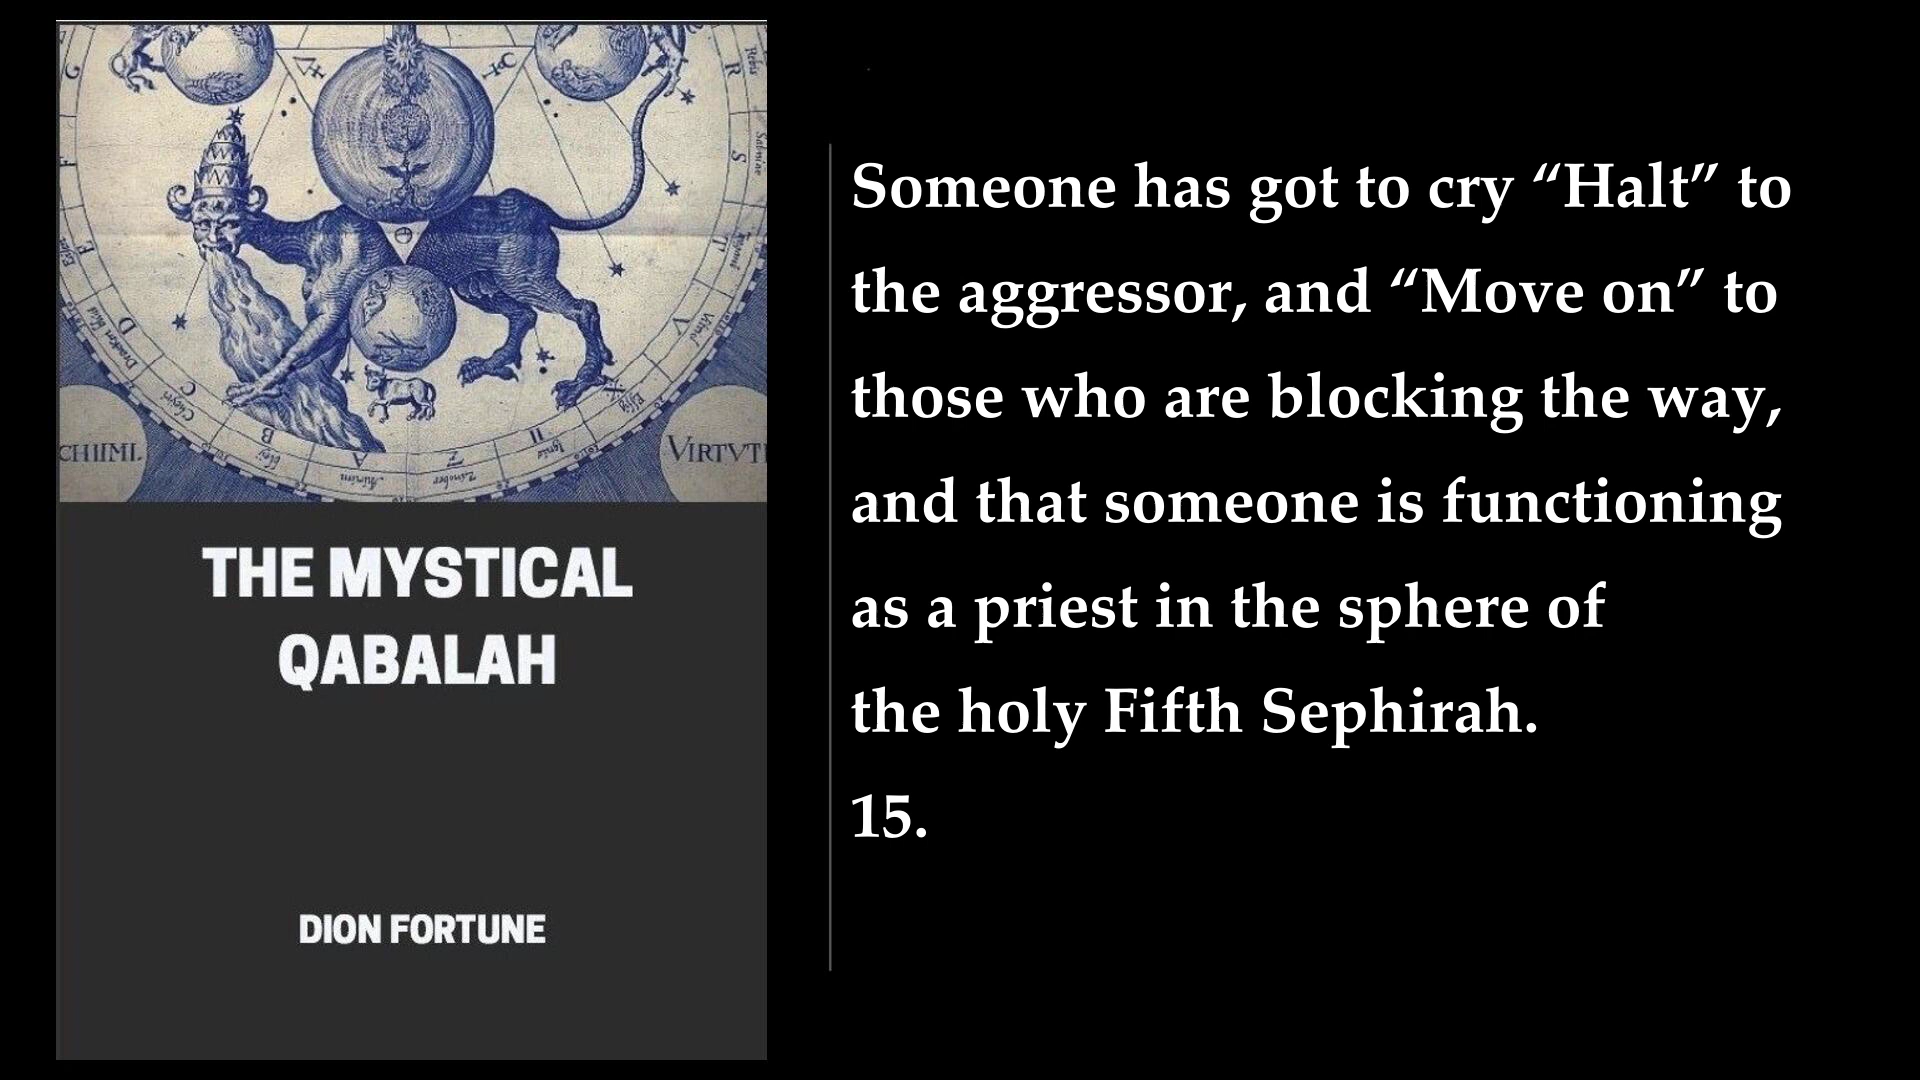 THE MYSTICAL
QABALAH
DION FORTUNE
CHIIMI.
VIRTVTI
Someone has got to cry “Halt” to
the aggressor, and “Move on” to
those who are blocking the way,
and that someone is functioning
as a priest in the sphere of
the holy Fifth Sephirah.
15.